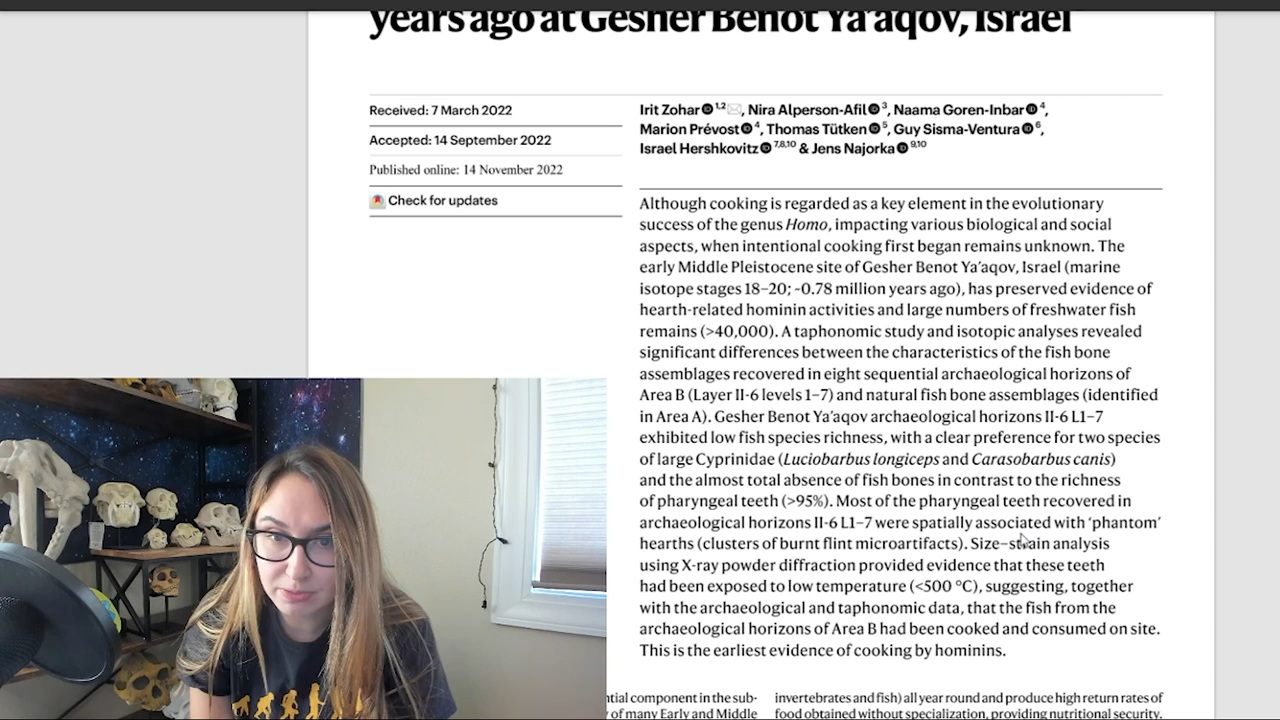 years ago at Gesher Benot Ya'aqov, Israel
Received: 7 March 2022
Accepted: 14 September 2022
Published online: 14 November 2022
Check for updates
Irit Zohar 1,2, Nira Alperson-Afil 3, Naama Goren-Inbar 4,
Marion Prévost 4, Thomas Tütken 5, Guy Sisma-Ventura 6,
Israel Hershkovitz 7,8,10 & Jens Najorka 9,10
Although cooking is regarded as a key element in the evolutionary
success of the genus Homo, impacting various biological and social
aspects, when intentional cooking first began remains unknown. The
early Middle Pleistocene site of Gesher Benot Ya'aqov, Israel (marine
isotope stages 18–20; ~0.78 million years ago), has preserved evidence of
hearth-related hominin activities and large numbers of freshwater fish
remains (>40,000). A taphonomic study and isotopic analyses revealed
significant differences between the characteristics of the fish bone
assemblages recovered in eight sequential archaeological horizons of
Area B (Layer II-6 levels 1–7) and natural fish bone assemblages (identified
in Area A). Gesher Benot Ya'aqov archaeological horizons II-6 L1–7
exhibited low fish species richness, with a clear preference for two species
of large Cyprinidae (Luciobarbus longiceps and Carasobarbus canis)
and the almost total absence of fish bones in contrast to the richness
of pharyngeal teeth (>95%). Most of the pharyngeal teeth recovered in
archaeological horizons II-6 L1–7 were spatially associated with 'phantom'
hearths (clusters of burnt flint microartifacts). Size–strain analysis
using X-ray powder diffraction provided evidence that these teeth
had been exposed to low temperature (<500 °C), suggesting, together
with the archaeological and taphonomic data, that the fish from the
archaeological horizons of Area B had been cooked and consumed on site.
This is the earliest evidence of cooking by hominins.
component in the sub-
of many Early and Middle
invertebrates and fish) all year round and produce high return rates of
food obtained without specialization, providing nutritional security.